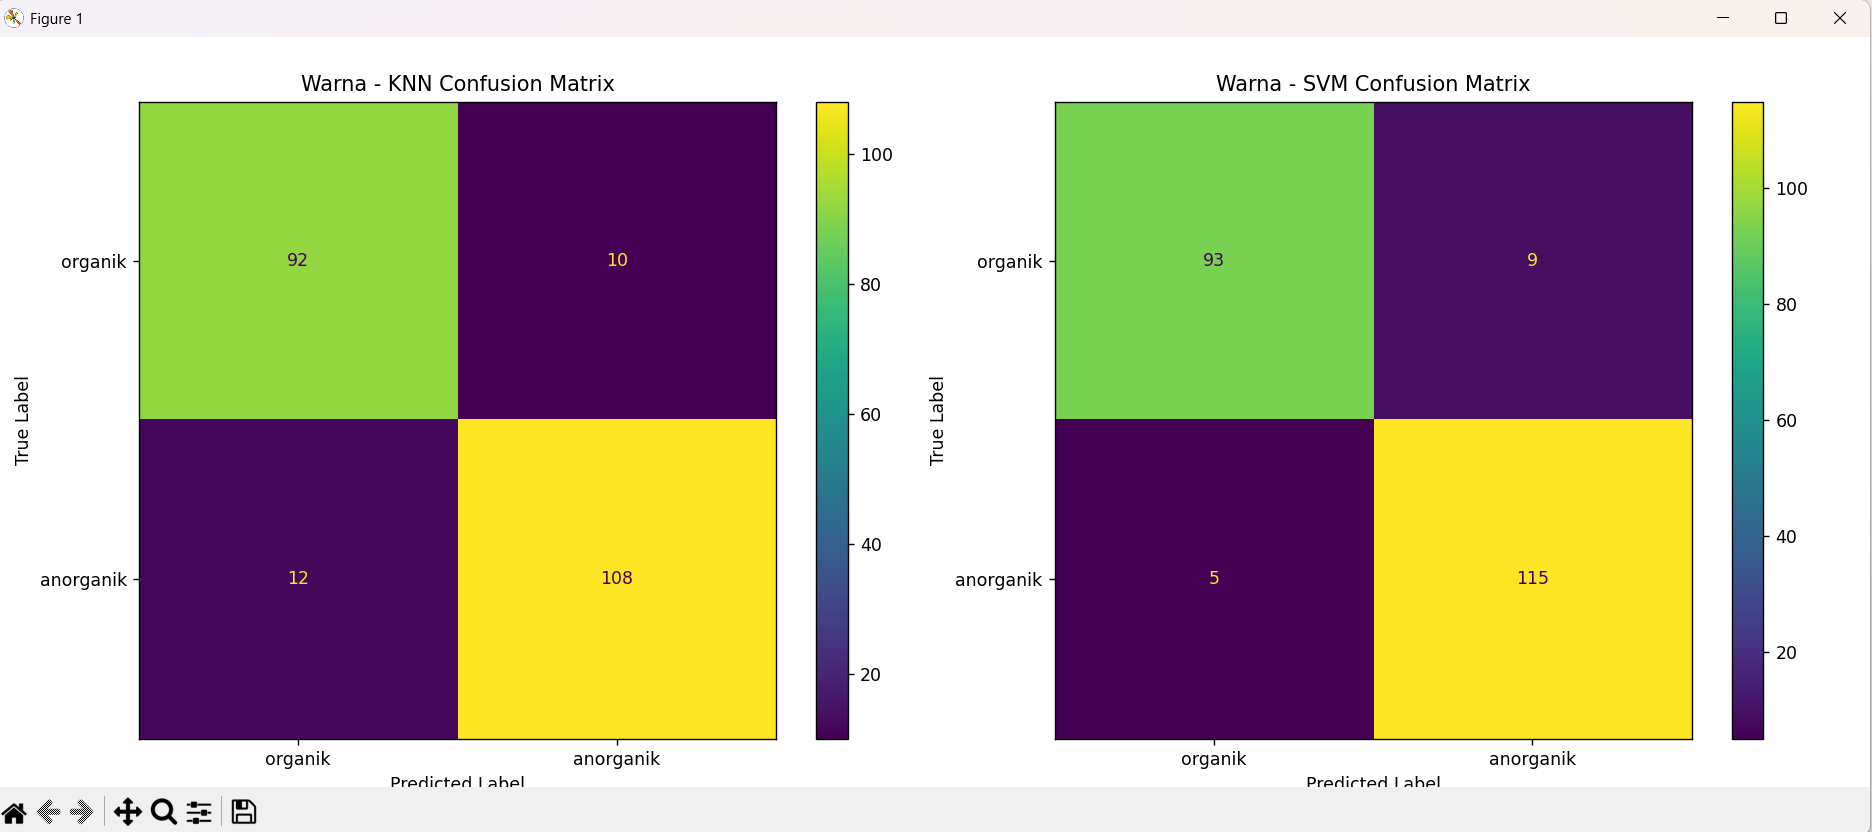 Figure 1
Warna - KNN Confusion Matrix
organik
92
10
anorganik
12
108
True Label
organik
anorganik
Predicted Label
100
80
60
40
20
Warna - SVM Confusion Matrix
organik
93
9
anorganik
5
115
True Label
organik
anorganik
Predicted Label
100
80
60
40
20